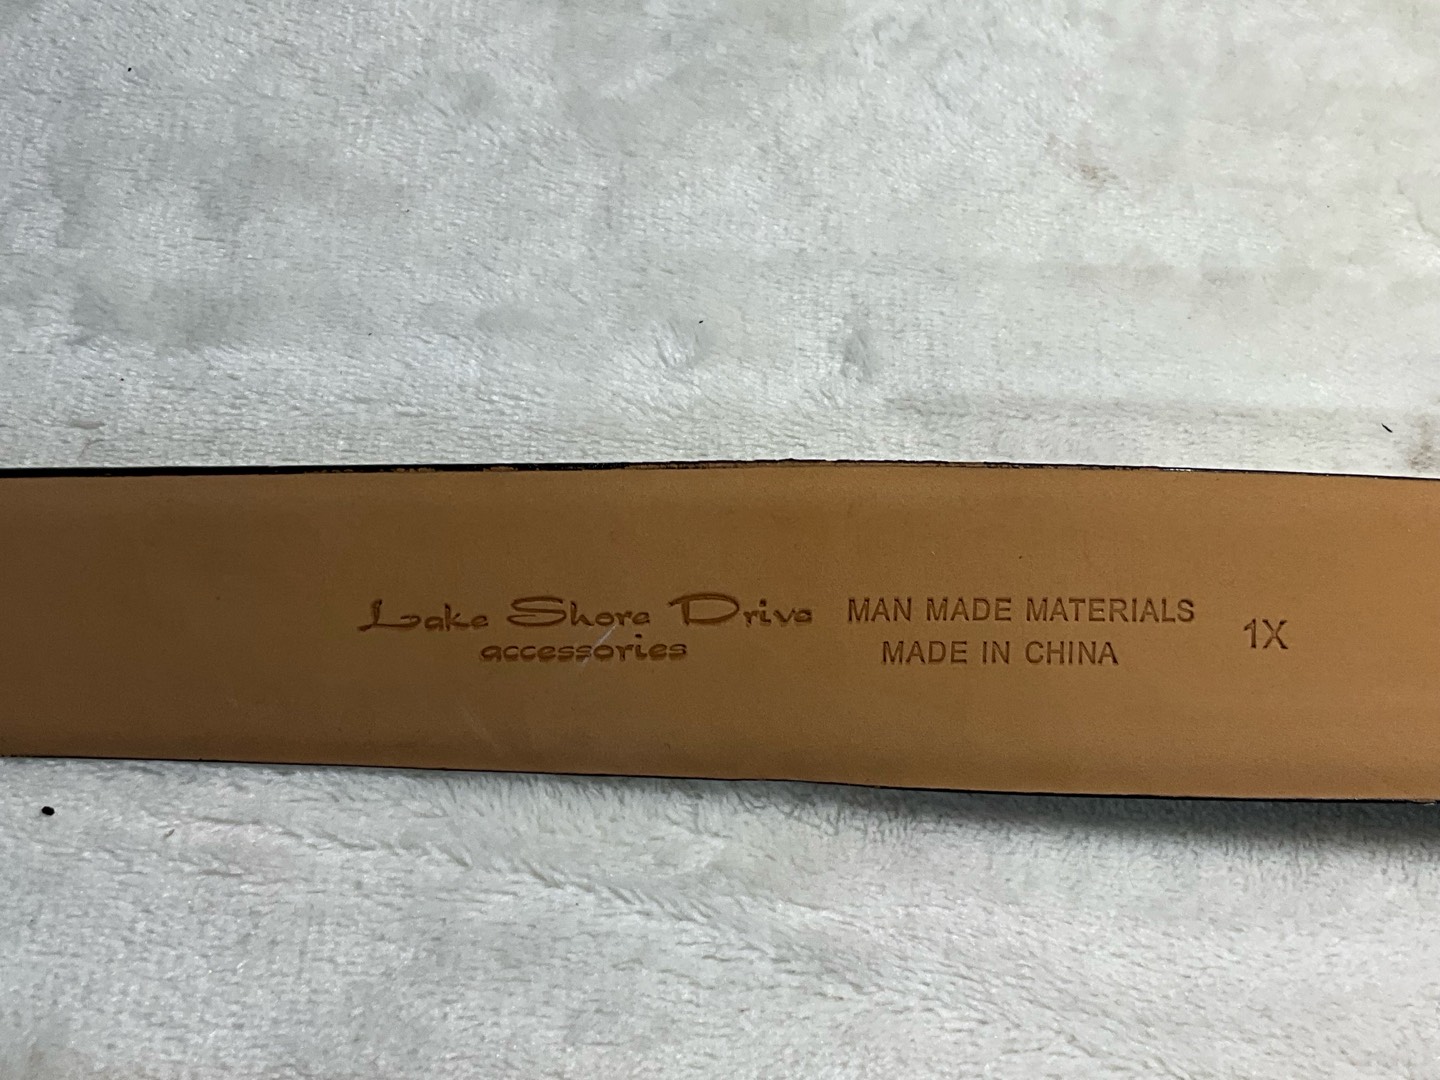 Lake Shore Drive
accessories
MAN MADE MATERIALS
MADE IN CHINA
1X